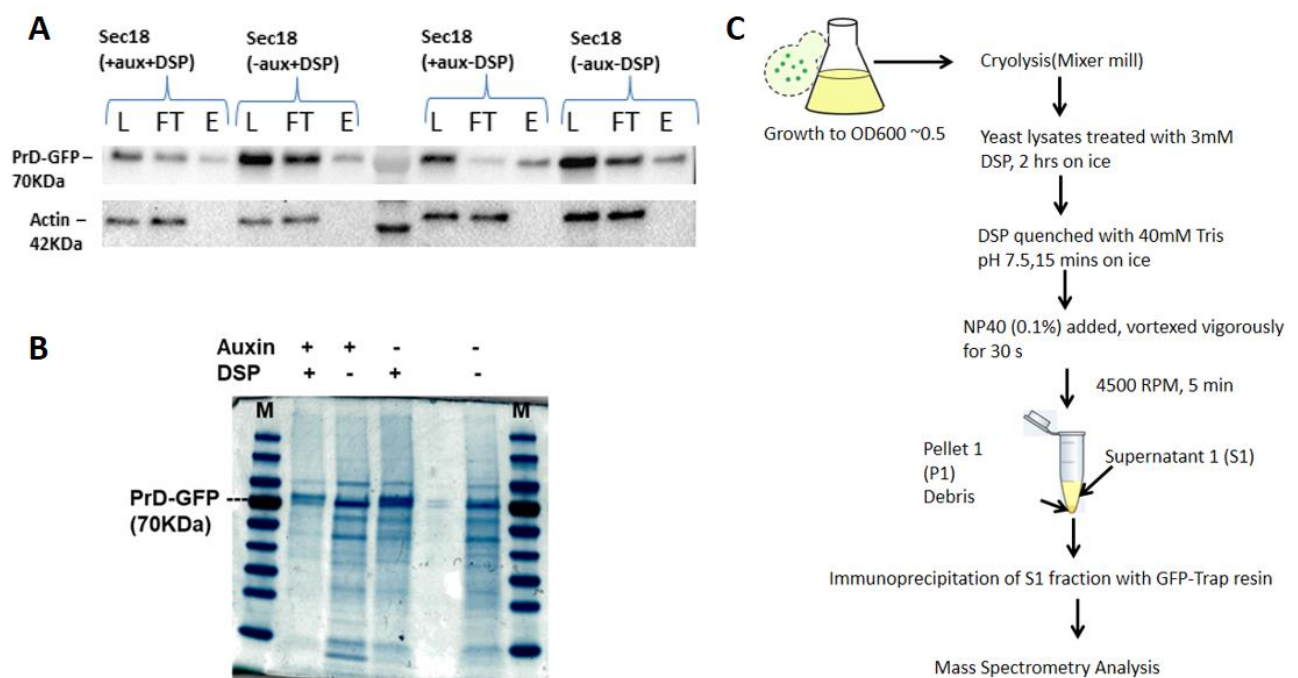 A
Sec18 Sec18 Sec18 Sec18
(+aux+DSP) (-aux+DSP) (+aux-DSP) (-aux-DSP)
L FT E L FT E L FT E L FT E
PrD-GFP –
70KDa
Actin –
42KDa
B
Auxin + + - -
DSP + - + -
M M
PrD-GFP ---
(70KDa)
C
Growth to OD600 ~0.5
Cryolysis(Mixer mill)
Yeast lysates treated with 3mM
DSP, 2 hrs on ice
DSP quenched with 40mM Tris
pH 7.5,15 mins on ice
NP40 (0.1%) added, vortexed vigorously
for 30 s
4500 RPM, 5 min
Pellet 1
(P1)
Debris
Supernatant 1 (S1)
Immunoprecipitation of S1 fraction with GFP-Trap resin
Mass Spectrometry Analysis